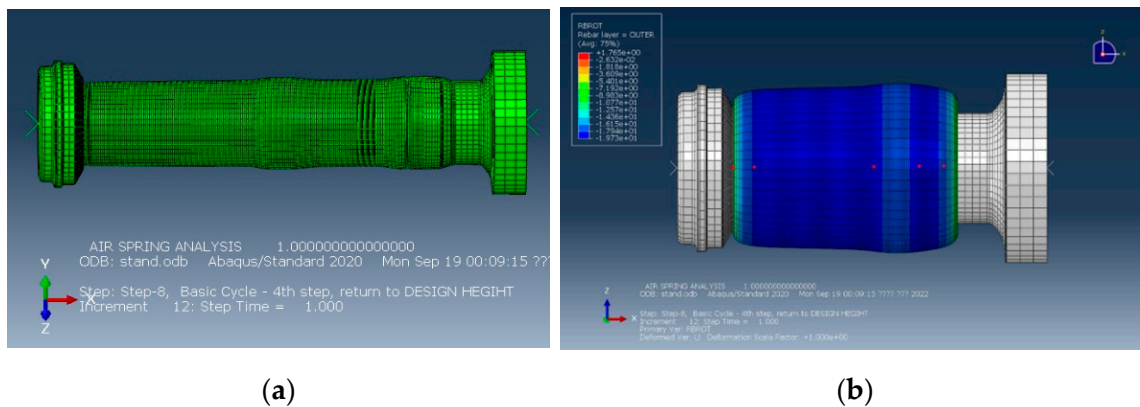 AIR SPRING ANALYSIS 1.000000000000000
ODB: stand.odb Abaqus/Standard 2020 Mon Sep 19 00:09:15 ???
Step: Step-8, Basic Cycle - 4th step, return to DESIGN HEGIHT
Increment 12: Step Time = 1.000
Y
X
Z
(a)
RBROT
Rebar layer = OUTER
(Avg: 75%)
+1.765e+00
-2.632e-02
-1.818e+00
-3.609e+00
-5.401e+00
-7.192e+00
-8.983e+00
-1.077e+01
-1.257e+01
-1.436e+01
-1.615e+01
-1.794e+01
-1.973e+01
Z
X
AIR SPRING ANALYSIS 1.000000000000000
ODB: stand.odb Abaqus/Standard 2020 Mon Sep 19 00:09:15 ???? ??? 2022
Z
X
Step: Step-8, Basic Cycle - 4th step, return to DESIGN HEGIHT
Increment 12: Step Time = 1.000
Primary Var: RBROT
Deformed Var: U Deformation Scale Factor: +1.000e+00
(b)